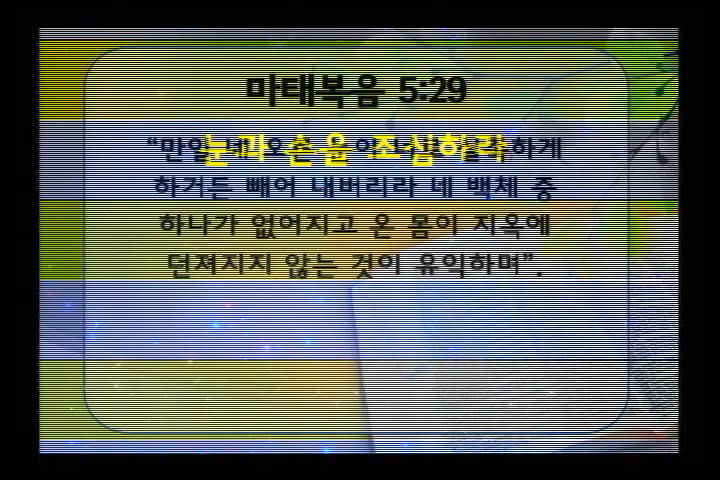 마태복음 5:29
눈과 손을 조심하라
“만일 네 오 하게
하거든 빼어 내버리라 네 백체 중
하나가 없어지고 온 몸이 지옥에
던져지지 않는 것이 유익하며”.